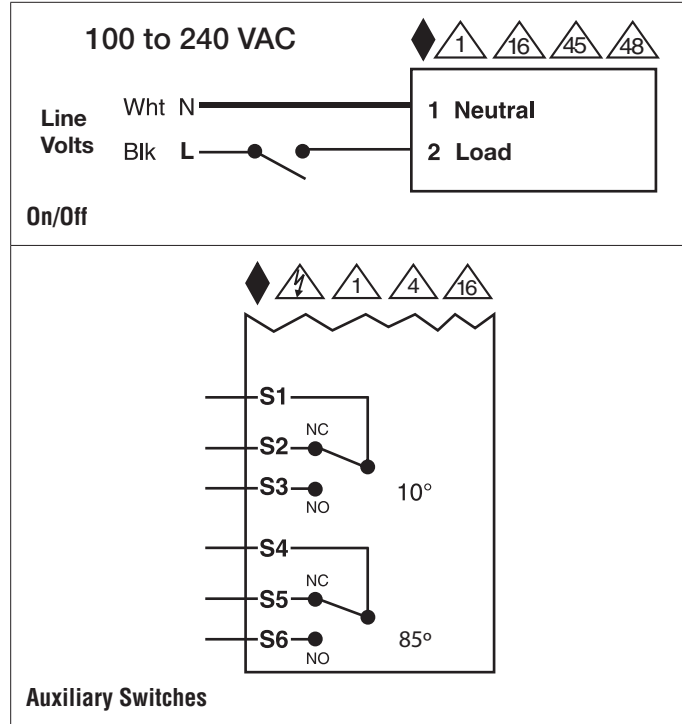 100 to 240 VAC
1 16 45 48
Line Volts
Wht N
Blk L
1 Neutral
2 Load
On/Off
1 4 16
S1
NC
S2
S3
NO
10°
S4
NC
S5
S6
NO
85º
Auxiliary Switches